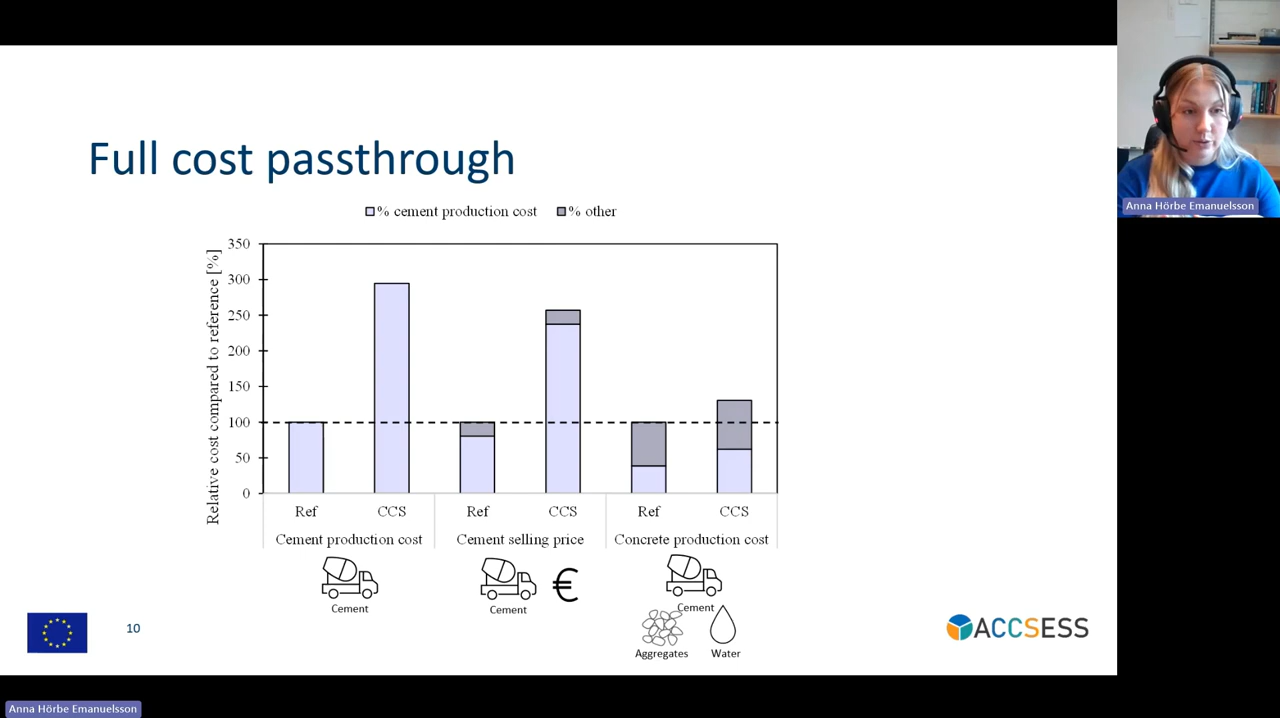 Full cost passthrough
% cement production cost % other
Relative cost compared to reference [%]
350
300
250
200
150
100
50
0
Ref CCS Ref CCS Ref CCS
Cement production cost Cement selling price Concrete production cost
€
Cement Cement Cement
Aggregates Water
10
ACCSESS
Anna Hörbe Emanuelsson
Anna Hörbe Emanuelsson